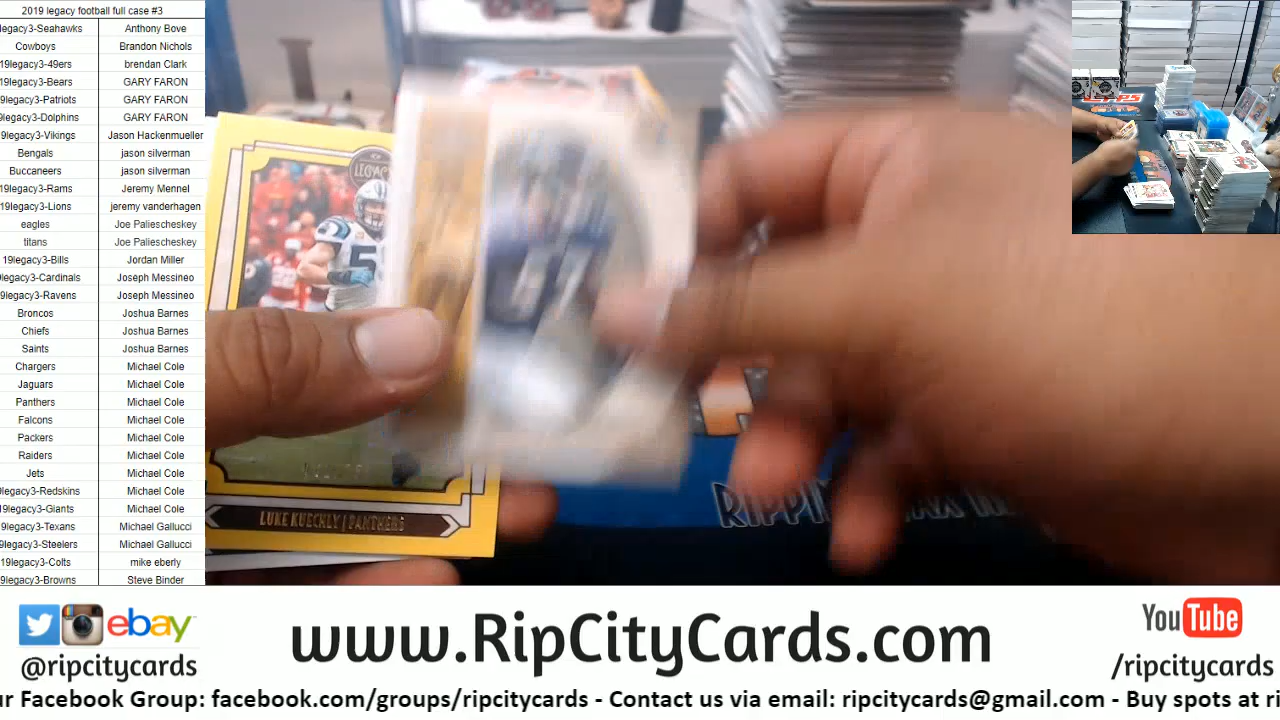 2019 legacy football full case #3
legacy3-Seahawks Anthony Bove
Cowboys Brandon Nichols
19legacy3-49ers brendan Clark
19legacy3-Bears GARY FARON
19legacy3-Patriots GARY FARON
19legacy3-Dolphins GARY FARON
9legacy3-Vikings Jason Hackenmueller
Bengals jason silverman
Buccaneers jason silverman
19legacy3-Rams Jeremy Mennel
19legacy3-Lions jeremy vanderhagen
eagles Joe Paliescheskey
titans Joe Paliescheskey
19legacy3-Bills Jordan Miller
9legacy3-Cardinals Joseph Messineo
9legacy3-Ravens Joseph Messineo
Broncos Joshua Barnes
Chiefs Joshua Barnes
Saints Joshua Barnes
Chargers Michael Cole
Jaguars Michael Cole
Panthers Michael Cole
Falcons Michael Cole
Packers Michael Cole
Raiders Michael Cole
Jets Michael Cole
9legacy3-Redskins Michael Cole
9legacy3-Giants Michael Cole
9legacy3-Texans Michael Gallucci
9legacy3-Steelers Michael Gallucci
19legacy3-Colts mike eberly
9legacy3-Browns Steve Binder
LEGACY
LUKE KUECHLY | PANTHERS
ebay
@ripcitycards
www.RipCityCards.com
YouTube
/ripcitycards
ur Facebook Group: facebook.com/groups/ripcitycards - Contact us via email: ripcitycards@gmail.com - Buy spots at ri